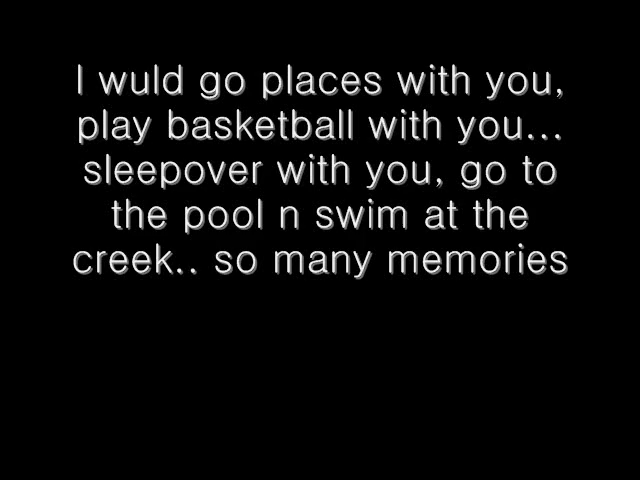 I wuld go places with you,
play basketball with you...
sleepover with you, go to
the pool n swim at the
creek.. so many memories